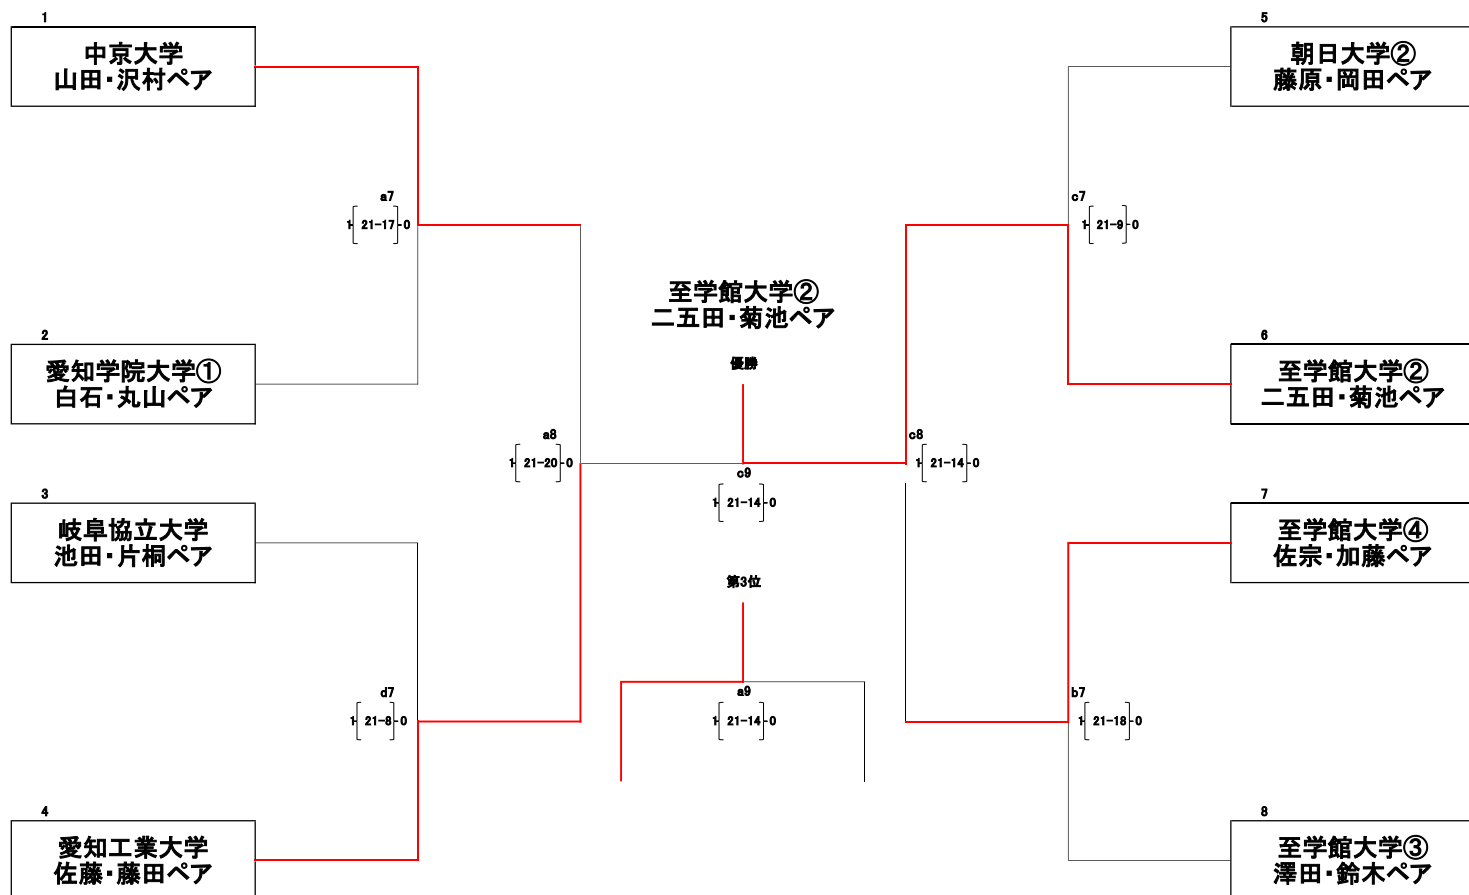 1
中京大学
山田・沢村ペア
2
愛知学院大学①
白石・丸山ペア
3
岐阜協立大学
池田・片桐ペア
4
愛知工業大学
佐藤・藤田ペア
a7
1 21-17 0
d7
1 21-8 0
a8
1 21-20 0
至学館大学②
二五田・菊池ペア
優勝
c9
1 21-14 0
第3位
a9
1 21-14 0
c8
1 21-14 0
c7
1 21-9 0
b7
1 21-18 0
5
朝日大学②
藤原・岡田ペア
6
至学館大学②
二五田・菊池ペア
7
至学館大学④
佐宗・加藤ペア
8
至学館大学③
澤田・鈴木ペア